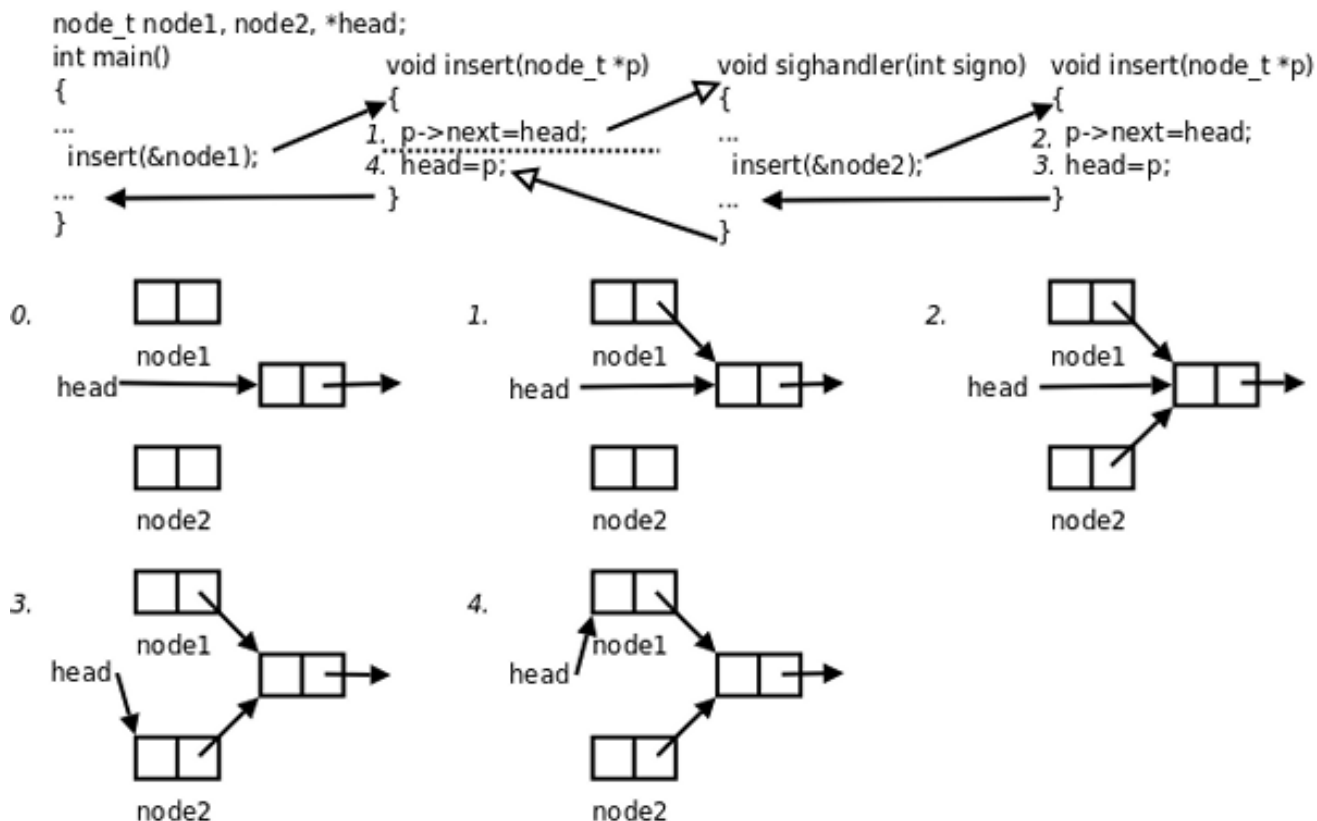 node_t node1, node2, *head;
int main()
{
...
insert(&node1);
...
}
void insert(node_t *p)
{
1. p->next=head;
4. head=p;
}
void sighandler(int signo)
{
...
insert(&node2);
...
}
void insert(node_t *p)
{
2. p->next=head;
3. head=p;
}
0.
node1
head
node2
1.
node1
head
node2
2.
node1
head
node2
3.
node1
head
node2
4.
node1
head
node2